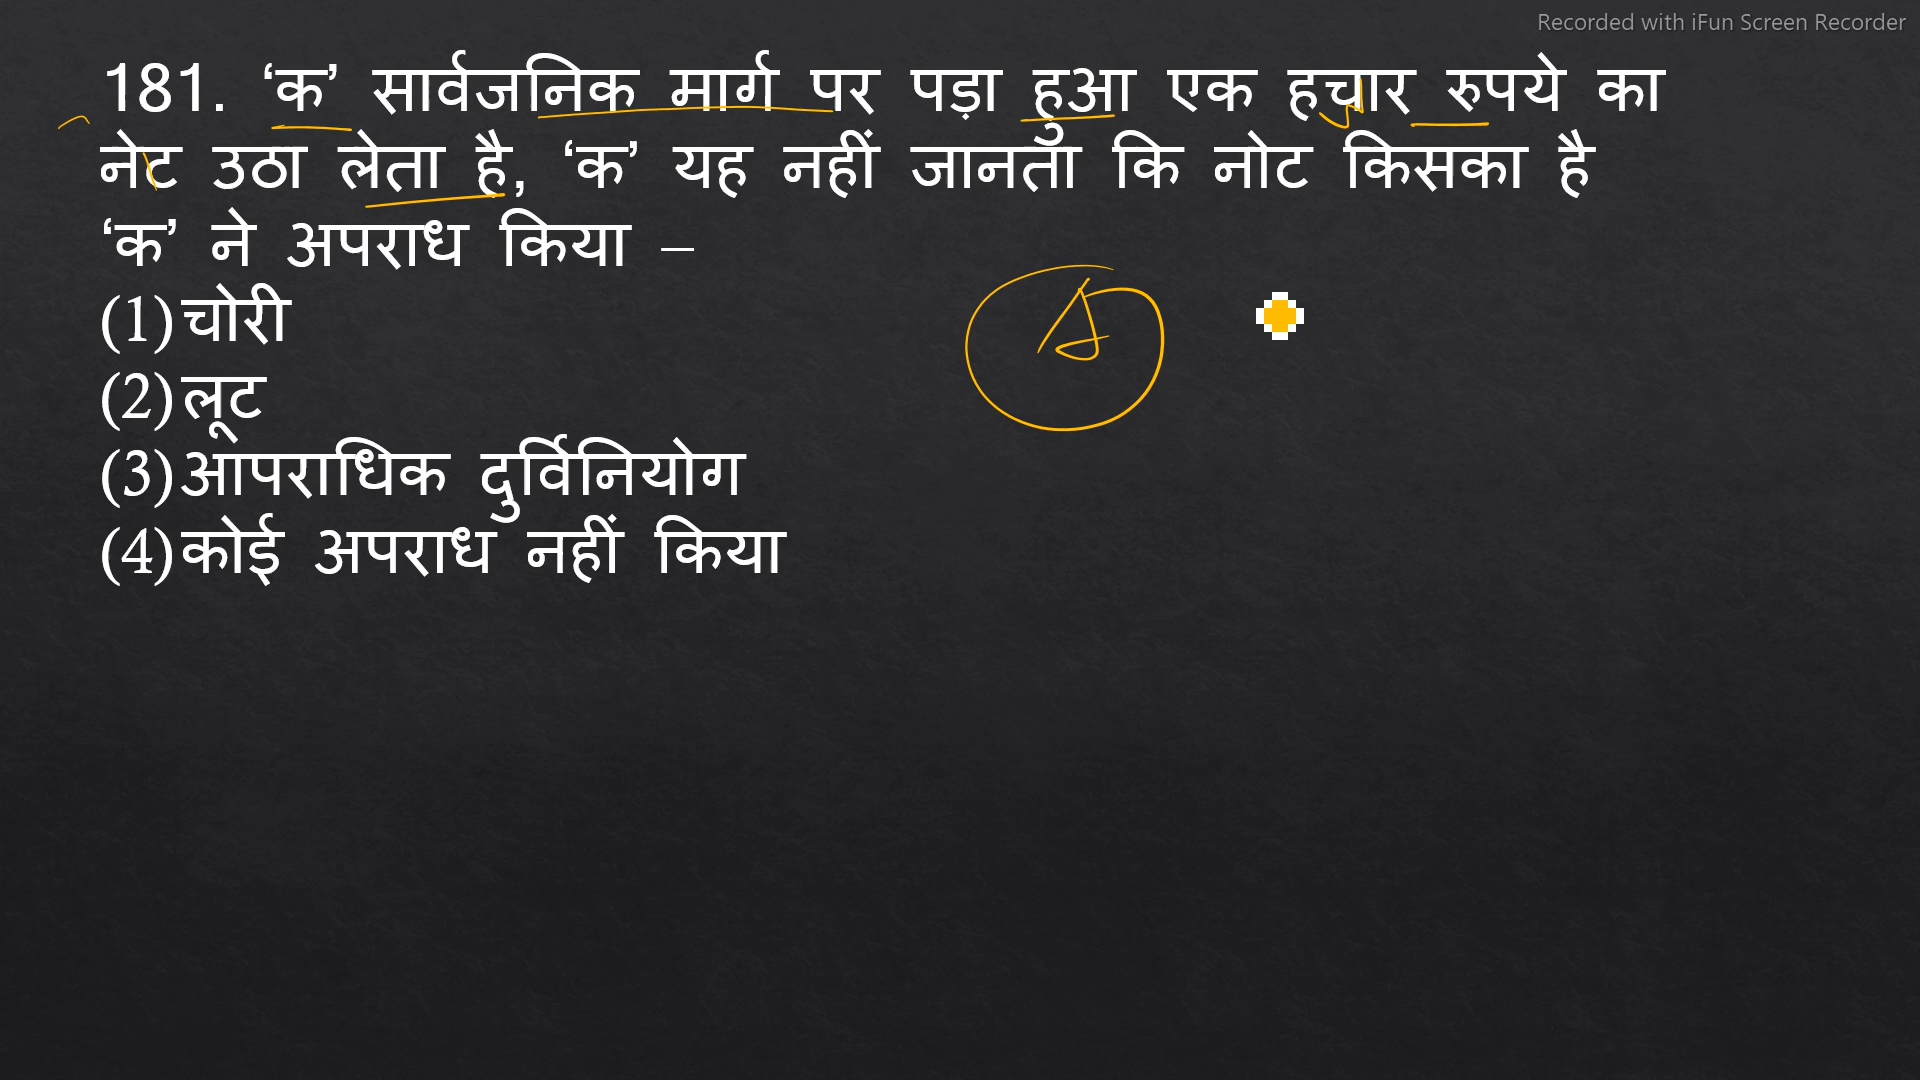 Recorded with iFun Screen Recorder
181. ‘क’ सार्वजनिक मार्ग पर पड़ा हुआ एक हचार रुपये का
नेट उठा लेता है, ‘क’ यह नहीं जानता कि नोट किसका है
‘क’ ने अपराध किया –
(1)चोरी
(2)लूट
(3)आपराधिक दुर्विनियोग
(4)कोई अपराध नहीं किया